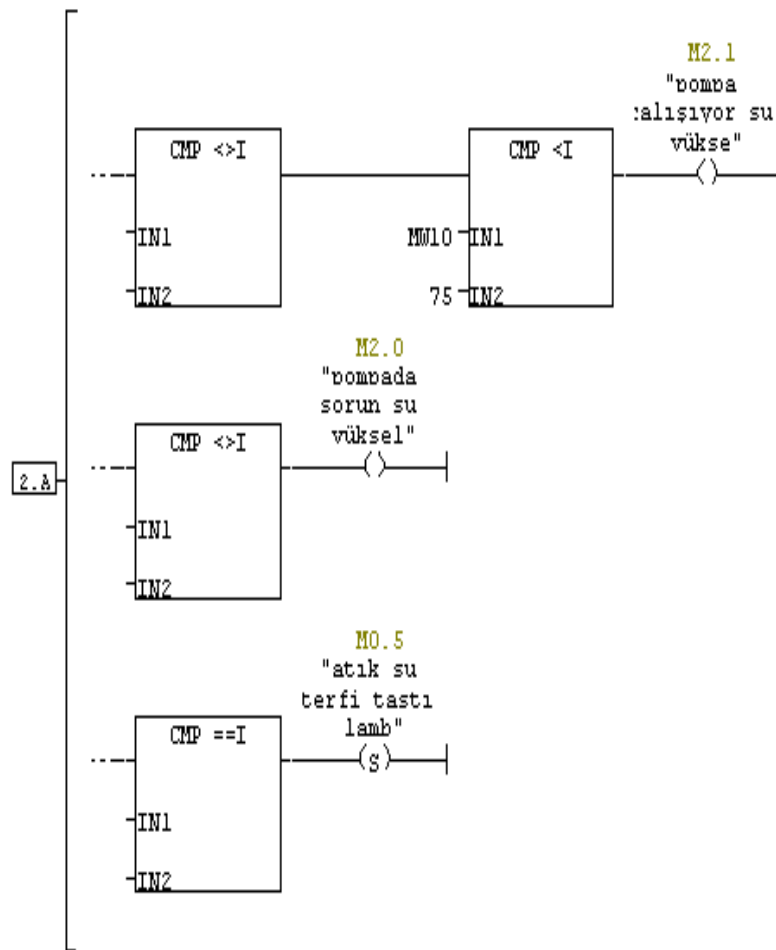 M2.1
"pompa
çalışıyor su
yükse"
CMP <>I
CMP <I
IN1
MW10
IN1
IN2
75
IN2
M2.0
"pompada
sorun su
yüksel"
CMP <>I
2.A
IN1
IN2
M0.5
"atık su
terfi tastı
lamb"
CMP ==I
S
IN1
IN2